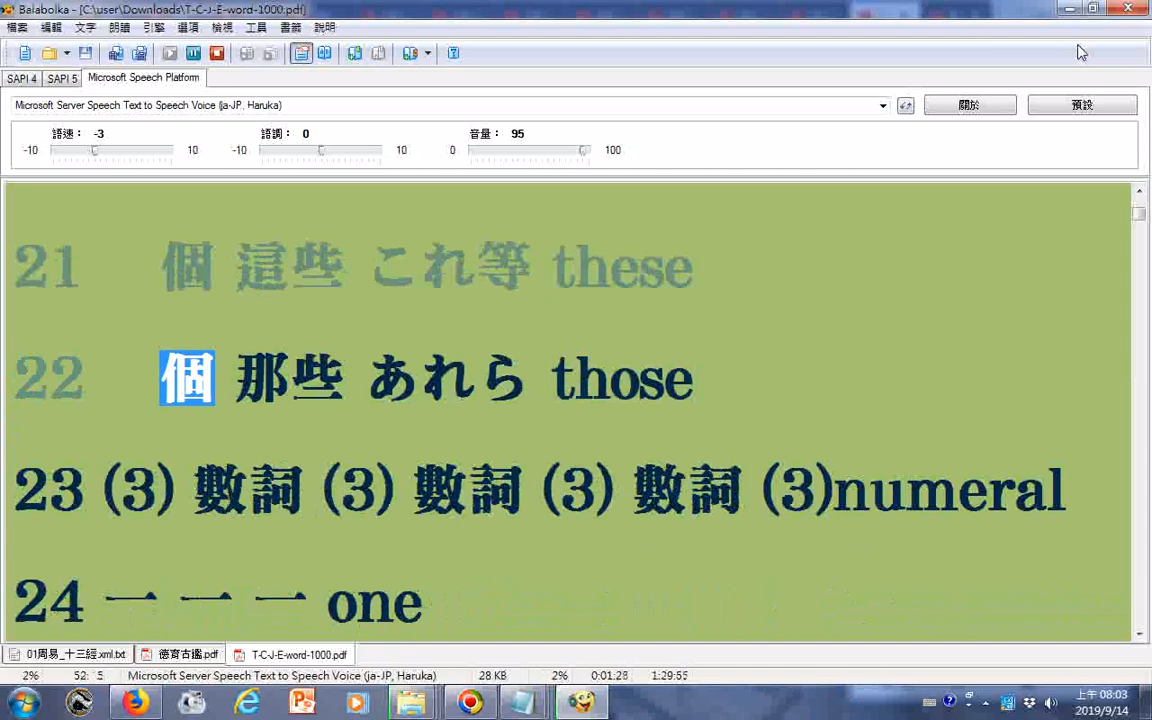 Balabolka - [C:\user\Downloads\T-C-J-E-word-1000.pdf]
檔案 編輯 文字 朗讀 引擎 選項 檢視 工具 書籤 說明
SAPI 4 SAPI 5 Microsoft Speech Platform
Microsoft Server Speech Text to Speech Voice (ja-JP, Haruka) 關於 預設
語速： -3 語調： 0 音量： 95
-10 10 -10 10 0 100
21 個 這些 これ等 these
22 個 那些 あれら those
23 (3) 數詞 (3) 數詞 (3) 數詞 (3)numeral
24 一 一 一 one
01周易_十三經.xml.txt 德育古鑑.pdf T-C-J-E-word-1000.pdf
2% 52: 5 Microsoft Server Speech Text to Speech Voice (ja-JP, Haruka) 28 KB 2% 0:01:28 1:29:55
上午 08:03
2019/9/14